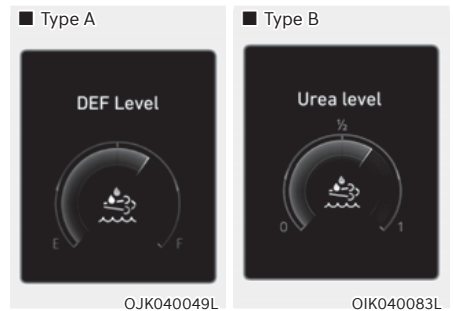 ■ Type A
DEF Level
E F
OJK040049L
■ Type B
Urea level
½
0 1
OIK040083L